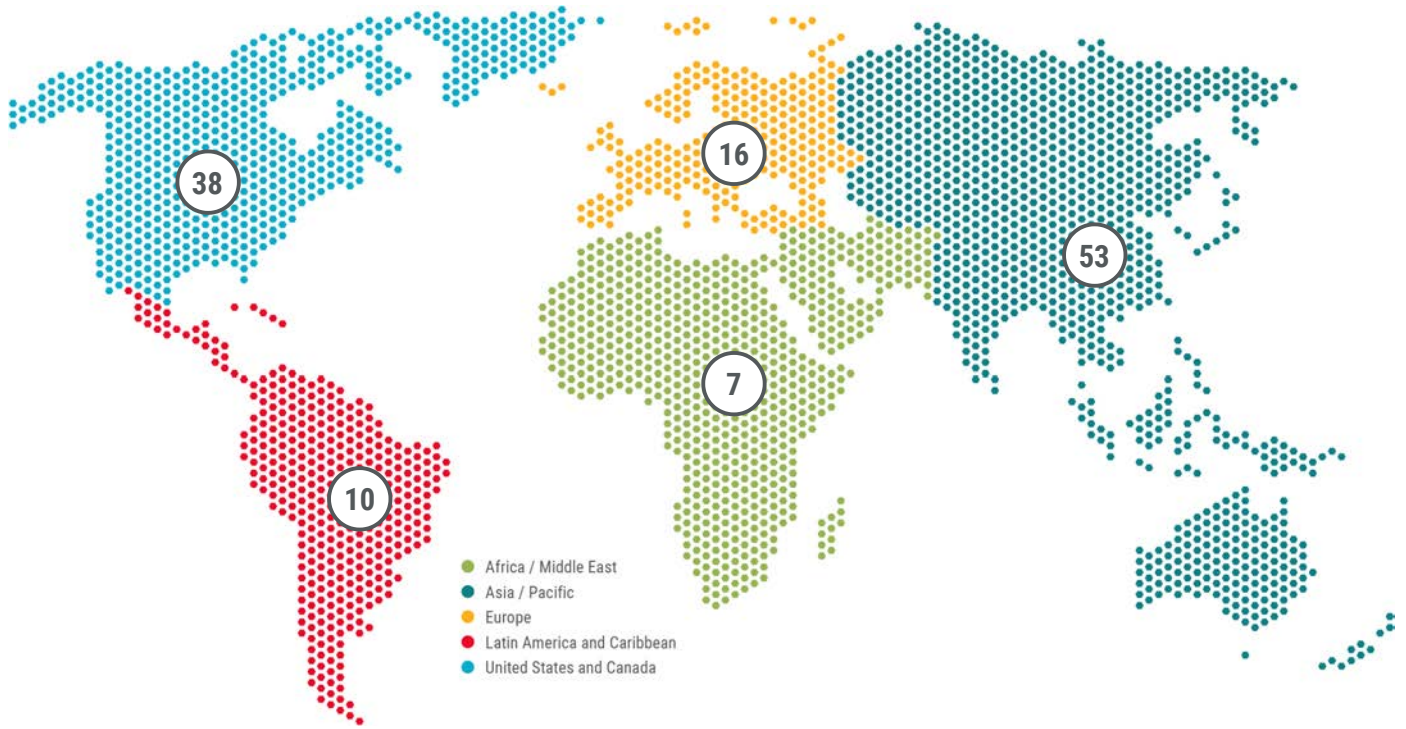 16
38
53
7
10
Africa / Middle East
Asia / Pacific
Europe
Latin America and Caribbean
United States and Canada